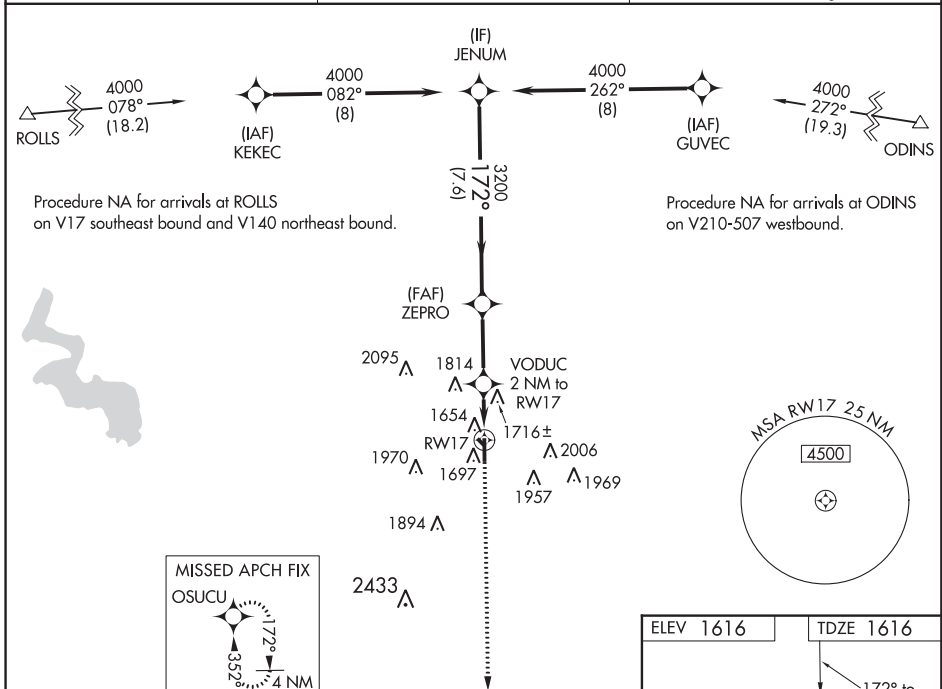 (IF)
JENUM
4000
078°
(18.2)
ROLLS
4000
082°
(8)
(IAF)
KEKEC
4000
262°
(8)
(IAF)
GUVEC
4000
272°
(19.3)
ODINS
3200
172°
(7.6)
Procedure NA for arrivals at ROLLS
on V17 southeast bound and V140 northeast bound.
Procedure NA for arrivals at ODINS
on V210-507 westbound.
(FAF)
ZEPRO
2095
1814
VODUC
2 NM to
RW17
1654
RW17
1716±
1970
1697
2006
1957
1969
1894
2433
MSA RW17 25 NM
4500
MISSED APCH FIX
OSUCU
172°
352°
4 NM
ELEV 1616
TDZE 1616
172° to